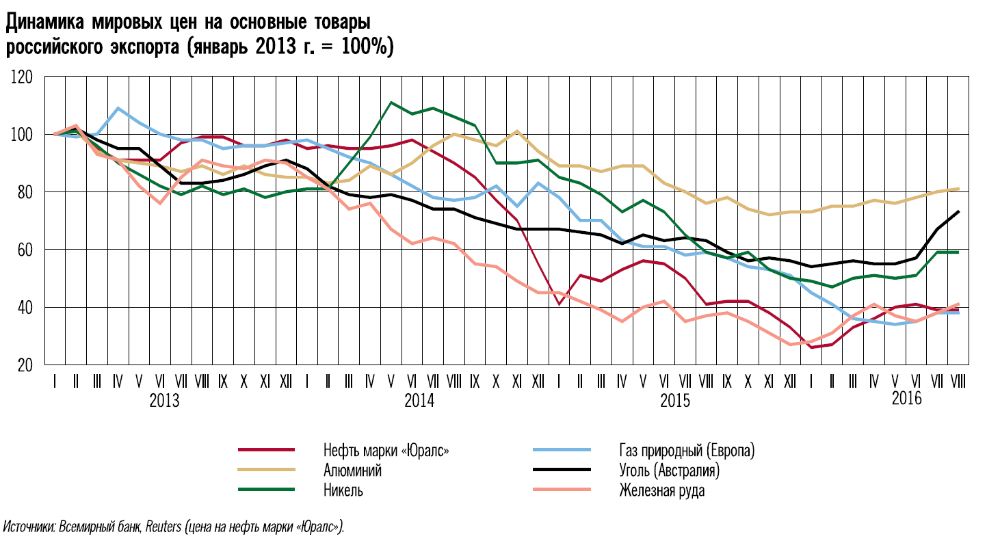 Динамика мировых цен на основные товары
российского экспорта (январь 2013 г. = 100%)
120
100
80
60
40
20
I II III IV V VI VII VIII IX X XI XII I II III IV V VI VII VIII IX X XI XII I II III IV V VI VII VIII IX X XI XII I II III IV V VI VII VIII
2013 2014 2015 2016
Нефть марки «Юралс» Газ природный (Европа)
Алюминий Уголь (Австралия)
Никель Железная руда
Источники: Всемирный банк, Reuters (цена на нефть марки «Юралс»).